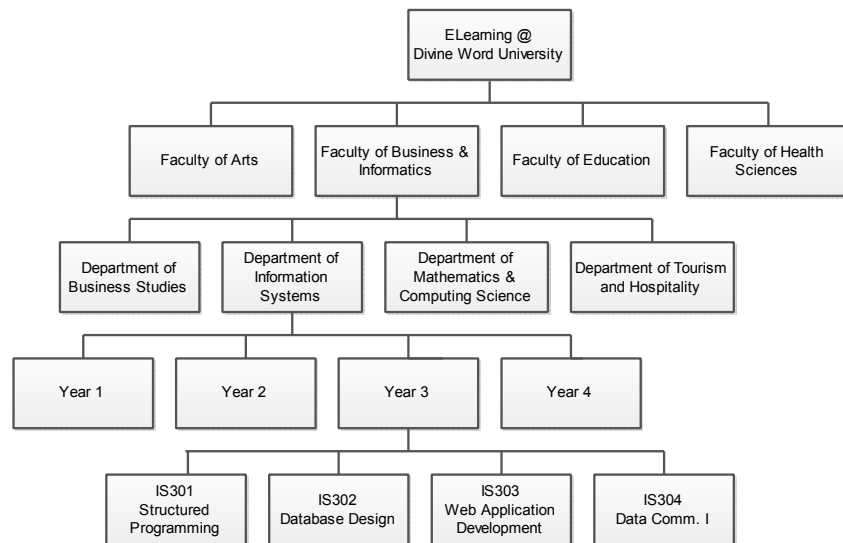 ELearning @
Divine Word University
Faculty of Arts
Faculty of Business &
Informatics
Faculty of Education
Faculty of Health
Sciences
Department of
Business Studies
Department of
Information
Systems
Department of
Mathematics &
Computing Science
Department of Tourism
and Hospitality
Year 1
Year 2
Year 3
Year 4
IS301
Structured
Programming
IS302
Database Design
IS303
Web Application
Development
IS304
Data Comm. I